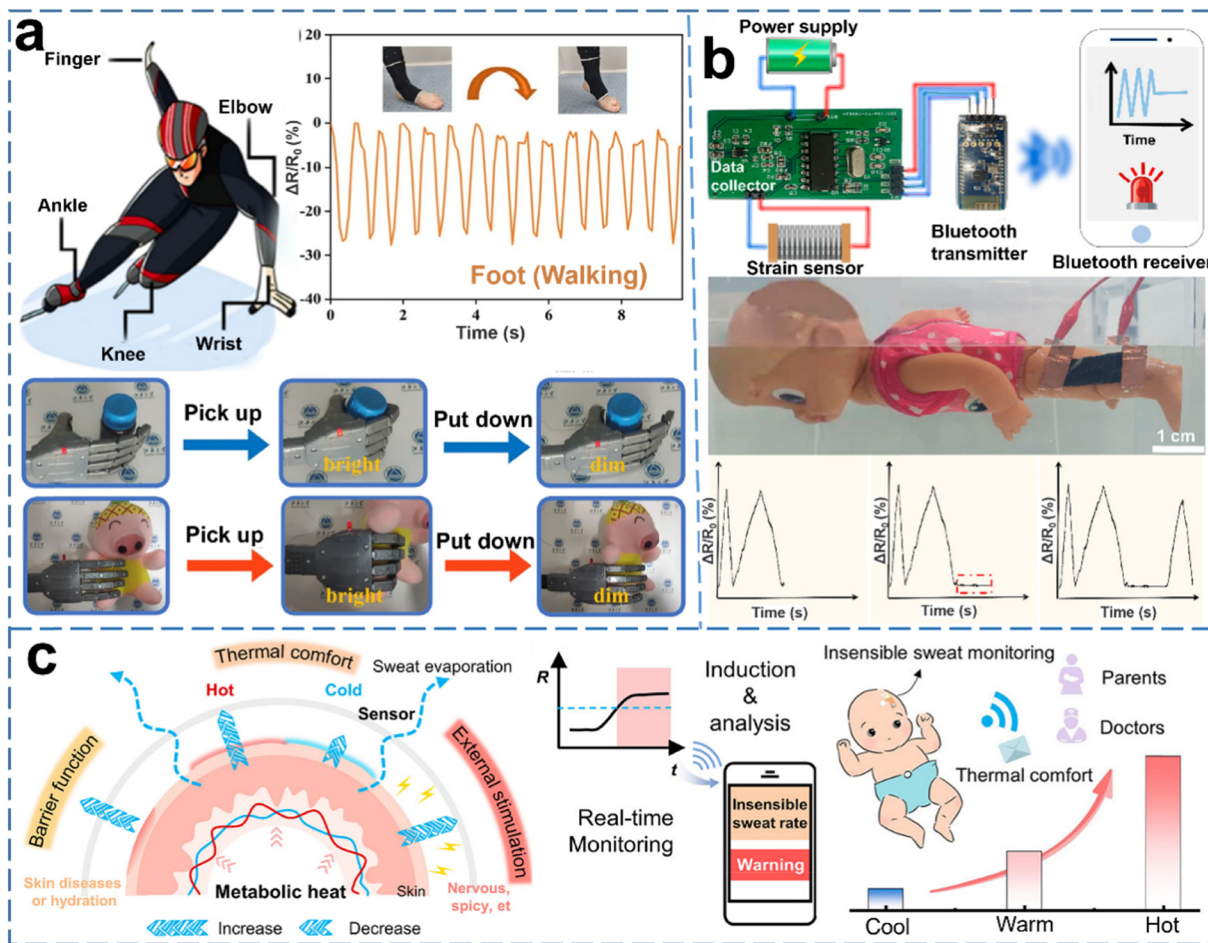 a
Finger
Elbow
Ankle
Knee
Wrist
20
10
0
-10
-20
-30
-40
ΔR/R0 (%)
0
2
4
6
8
Time (s)
Foot (Walking)
Pick up
Put down
bright
dim
Pick up
Put down
bright
dim
b
Power supply
Data
collector
Strain sensor
Bluetooth
transmitter
Time
Bluetooth receiver
1 cm
ΔR/R0 (%)
Time (s)
ΔR/R0 (%)
Time (s)
ΔR/R0 (%)
Time (s)
c
Thermal comfort
Sweat evaporation
Hot
Cold
Sensor
Barrier function
External stimulation
Skin diseases
or hydration
Metabolic heat
Skin
Nervous,
spicy, et
Increase
Decrease
R
t
Induction
&
analysis
Real-time
Monitoring
Insensible
sweat rate
Warning
Insensible sweat monitoring
Parents
Doctors
Thermal comfort
Cool
Warm
Hot